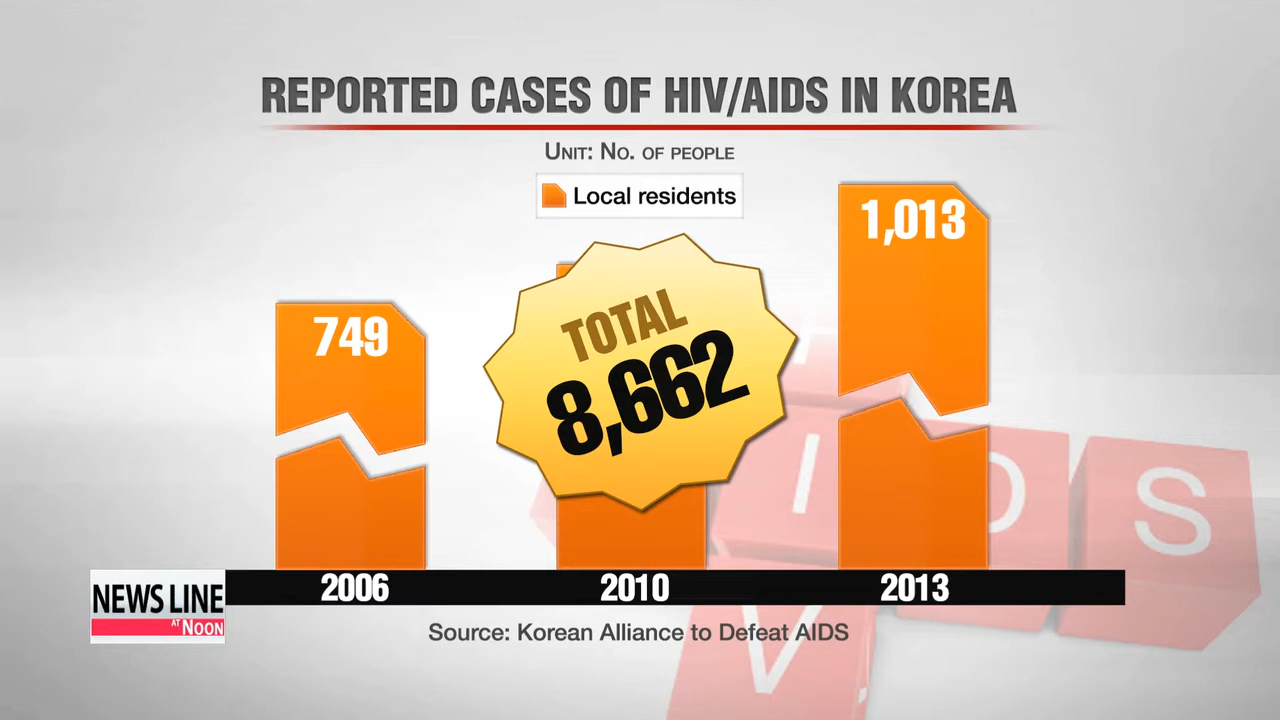 REPORTED CASES OF HIV/AIDS IN KOREA
UNIT: NO. OF PEOPLE
Local residents
1,013
749
TOTAL
8,662
I D S
V
2006 2010 2013
NEWS LINE
AT NOON
Source: Korean Alliance to Defeat AIDS